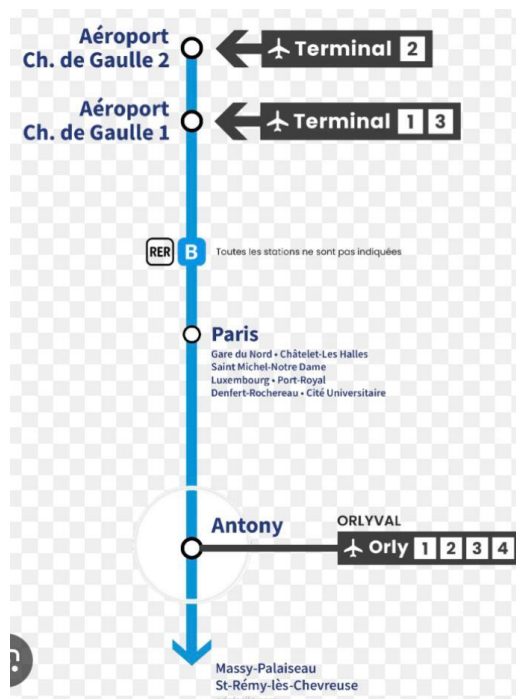 Aéroport
Ch. de Gaulle 2
Terminal 2
Aéroport
Ch. de Gaulle 1
Terminal 1 3
RER B
Toutes les stations ne sont pas indiquées
Paris
Gare du Nord • Châtelet-Les Halles
Saint Michel-Notre Dame
Luxembourg • Port-Royal
Denfert-Rochereau • Cité Universitaire
Antony
ORLYVAL
Orly 1 2 3 4
Massy-Palaiseau
St-Rémy-lès-Chevreuse